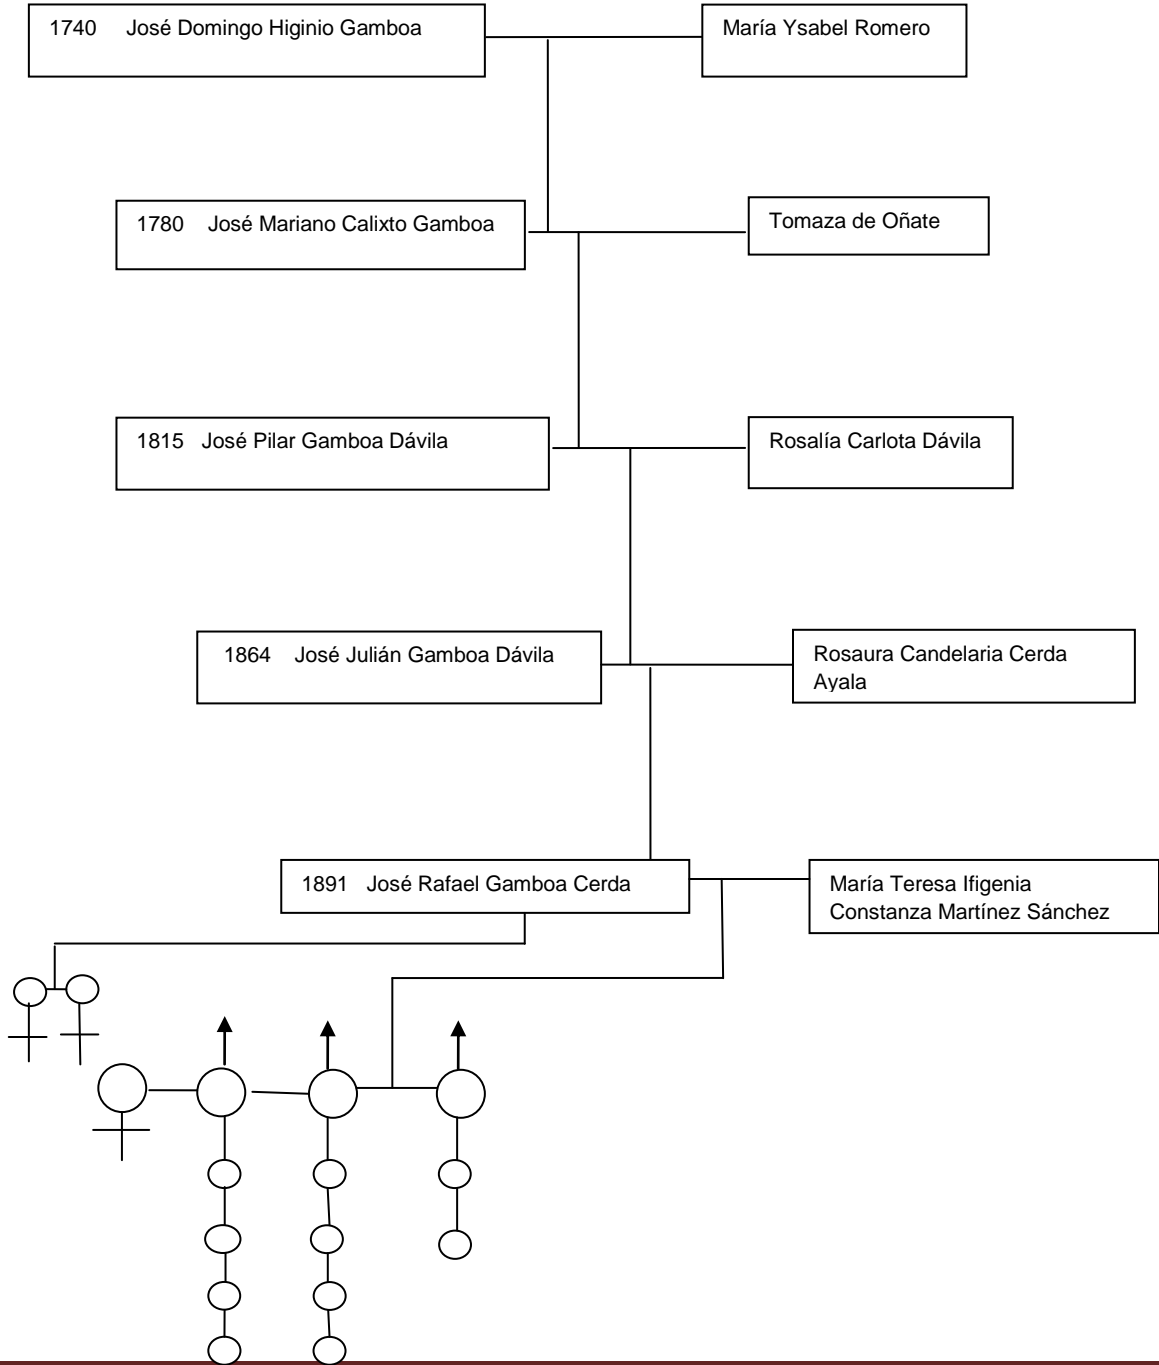 1740 José Domingo Higinio Gamboa
María Ysabel Romero
1780 José Mariano Calixto Gamboa
Tomaza de Oñate
1815 José Pilar Gamboa Dávila
Rosalía Carlota Dávila
1864 José Julián Gamboa Dávila
Rosaura Candelaria Cerda
Ayala
1891 José Rafael Gamboa Cerda
María Teresa Ifigenia
Constanza Martínez Sánchez